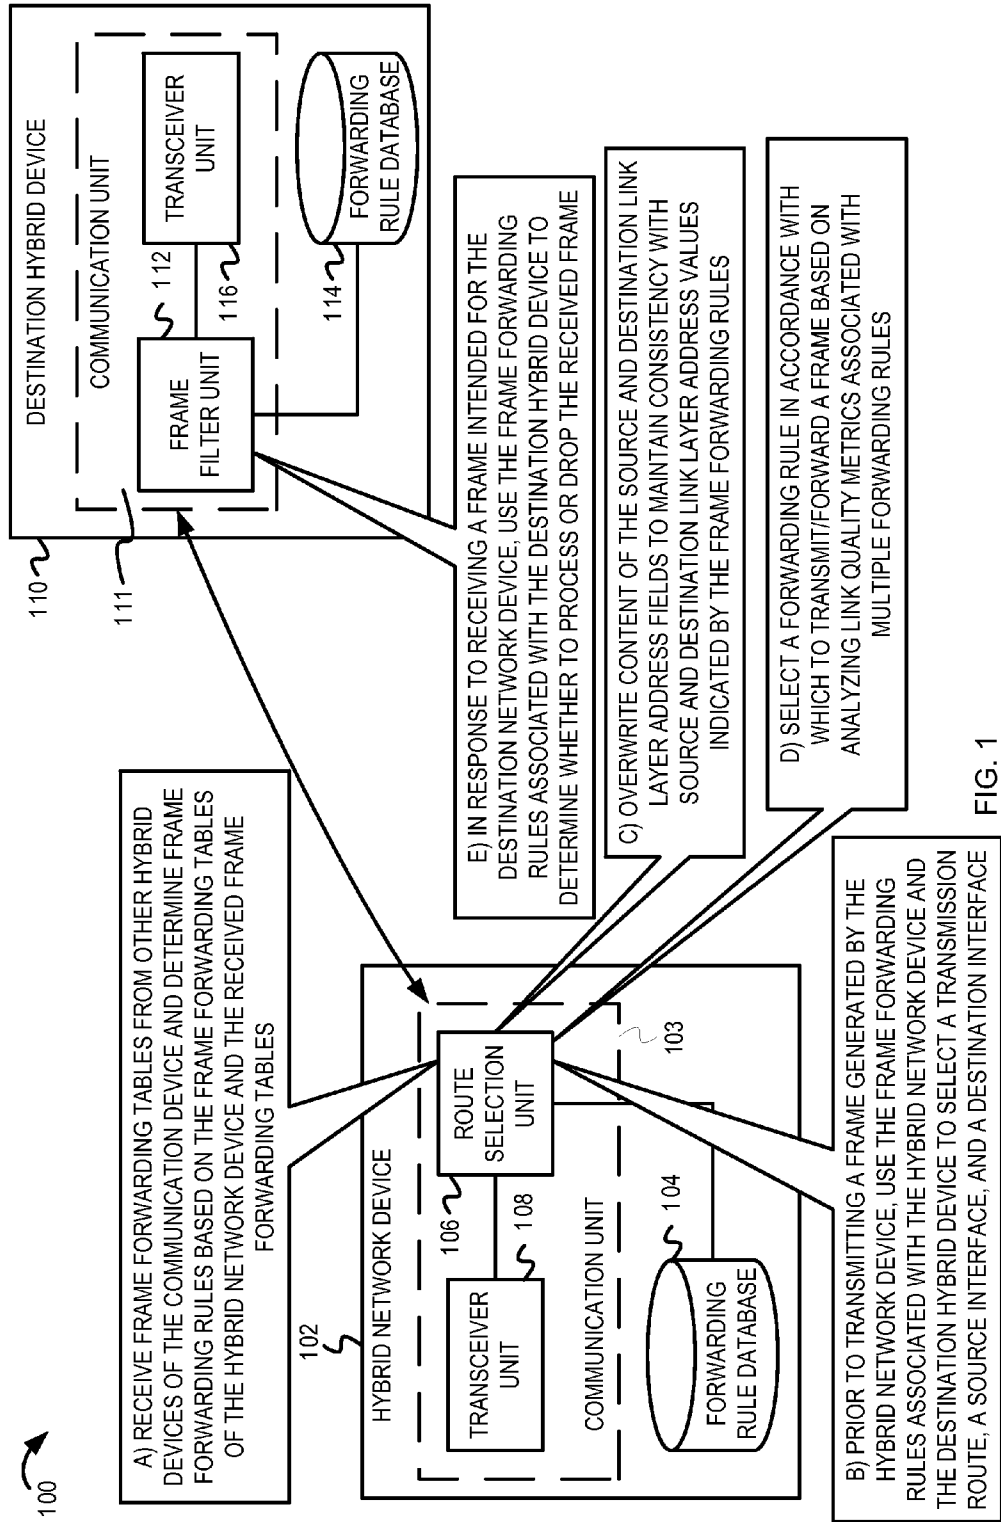 100
A) RECEIVE FRAME FORWARDING TABLES FROM OTHER HYBRID
DEVICES OF THE COMMUNICATION DEVICE AND DETERMINE FRAME
FORWARDING RULES BASED ON THE FRAME FORWARDING TABLES
OF THE HYBRID NETWORK DEVICE AND THE RECEIVED FRAME
FORWARDING TABLES
102
HYBRID NETWORK DEVICE
TRANSCEIVER
UNIT
106
108
ROUTE
SELECTION
UNIT
COMMUNICATION UNIT
103
FORWARDING
RULE DATABASE
104
B) PRIOR TO TRANSMITTING A FRAME GENERATED BY THE
HYBRID NETWORK DEVICE, USE THE FRAME FORWARDING
RULES ASSOCIATED WITH THE HYBRID NETWORK DEVICE AND
THE DESTINATION HYBRID DEVICE TO SELECT A TRANSMISSION
ROUTE, A SOURCE INTERFACE, AND A DESTINATION INTERFACE
110
111
DESTINATION HYBRID DEVICE
COMMUNICATION UNIT
FRAME
FILTER UNIT
112
TRANSCEIVER
UNIT
116
114
FORWARDING
RULE DATABASE
E) IN RESPONSE TO RECEIVING A FRAME INTENDED FOR THE
DESTINATION NETWORK DEVICE, USE THE FRAME FORWARDING
RULES ASSOCIATED WITH THE DESTINATION HYBRID DEVICE TO
DETERMINE WHETHER TO PROCESS OR DROP THE RECEIVED FRAME
C) OVERWRITE CONTENT OF THE SOURCE AND DESTINATION LINK
LAYER ADDRESS FIELDS TO MAINTAIN CONSISTENCY WITH
SOURCE AND DESTINATION LINK LAYER ADDRESS VALUES
INDICATED BY THE FRAME FORWARDING RULES
D) SELECT A FORWARDING RULE IN ACCORDANCE WITH
WHICH TO TRANSMIT/FORWARD A FRAME BASED ON
ANALYZING LINK QUALITY METRICS ASSOCIATED WITH
MULTIPLE FORWARDING RULES
FIG. 1